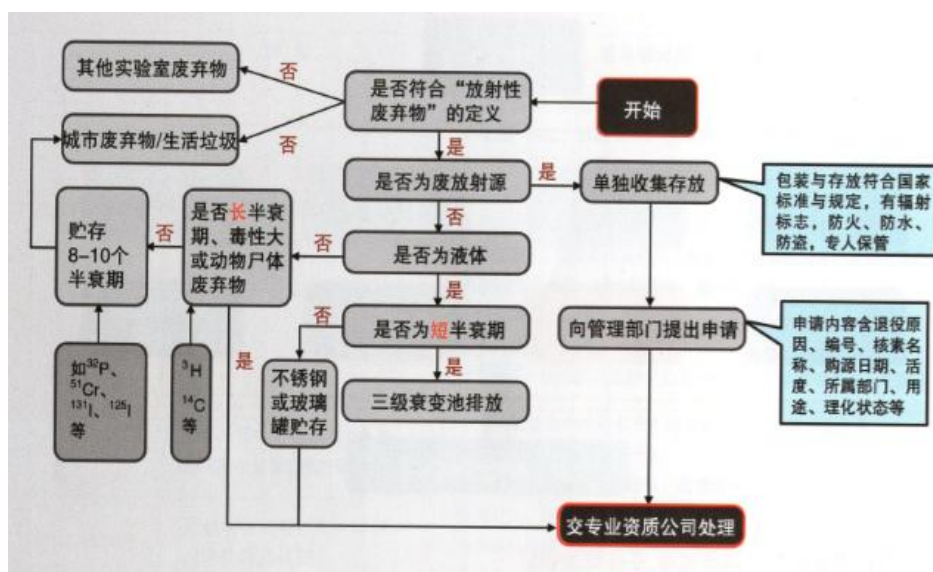 其他实验室废弃物
否
是否符合“放射性
废弃物”的定义
开始
城市废弃物/生活垃圾
否
是
是否为废放射源
是
单独收集存放
包装与存放符合国家
标准与规定，有辐射
标志，防火、防水、
防盗，专人保管
贮存
8-10个
半衰期
否
是否长半衰
期、毒性大
或动物尸体
废弃物
否
否
是否为液体
是
否
是否为短半衰期
向管理部门提出申请
申请内容含退役原
因、编号、核素名
称、购源日期、活
度、所属部门、用
途、理化状态等
如³²P、
⁵¹Cr、
¹³¹I、¹²⁵I
等
³H
¹⁴C
等
是
不锈钢
或玻璃
罐贮存
是
三级衰变池排放
交专业资质公司处理